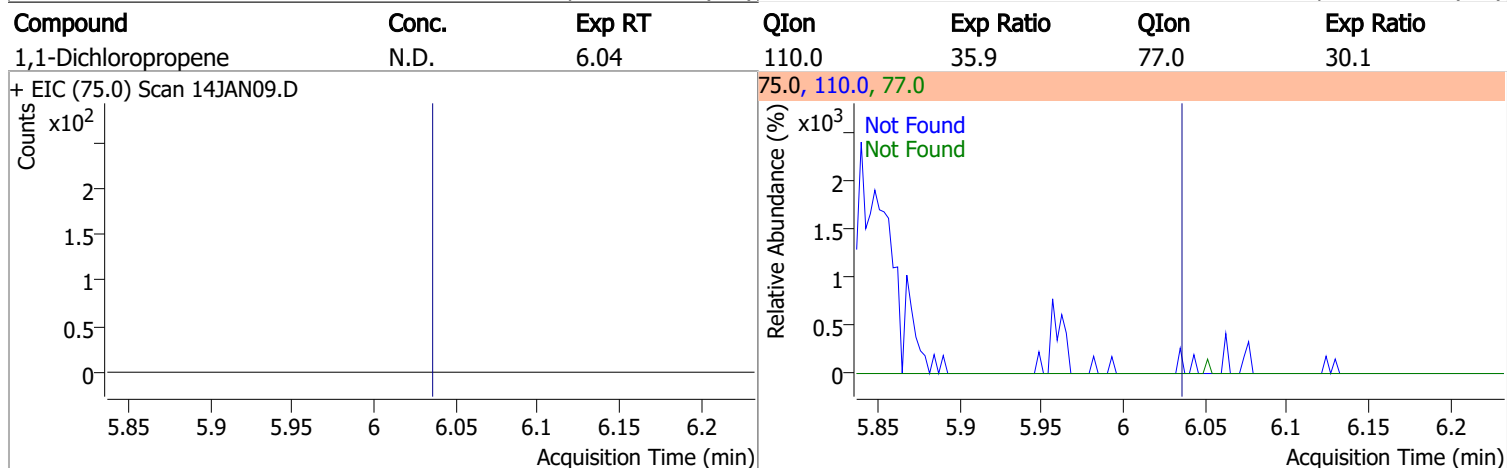 Compound Conc. Exp RT QIon Exp Ratio QIon Exp Ratio
1,1-Dichloropropene N.D. 6.04 110.0 35.9 77.0 30.1
+ EIC (75.0) Scan 14JAN09.D
Counts
x10²
2
1.5
1
0.5
0
5.85 5.9 5.95 6 6.05 6.1 6.15 6.2
Acquisition Time (min)
75.0, 110.0, 77.0
Relative Abundance (%)
x10³
Not Found
Not Found
2
1.5
1
0.5
0
5.85 5.9 5.95 6 6.05 6.1 6.15 6.2
Acquisition Time (min)